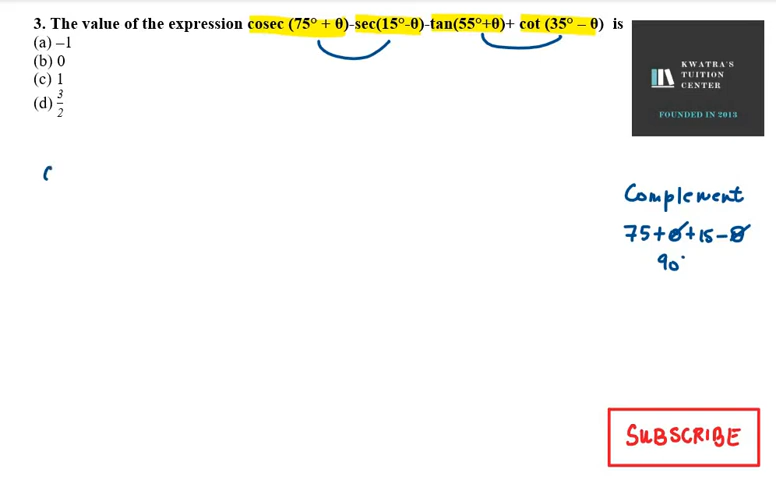 3. The value of the expression cosec (75° + θ)-sec(15°-θ)-tan(55°+θ)+ cot (35° – θ) is
(a) –1
(b) 0
(c) 1
(d) 3/2
KWATRA'S
TUITION
CENTER
FOUNDED IN 2013
C
Complement
75+θ+15-θ
90°
SUBSCRIBE